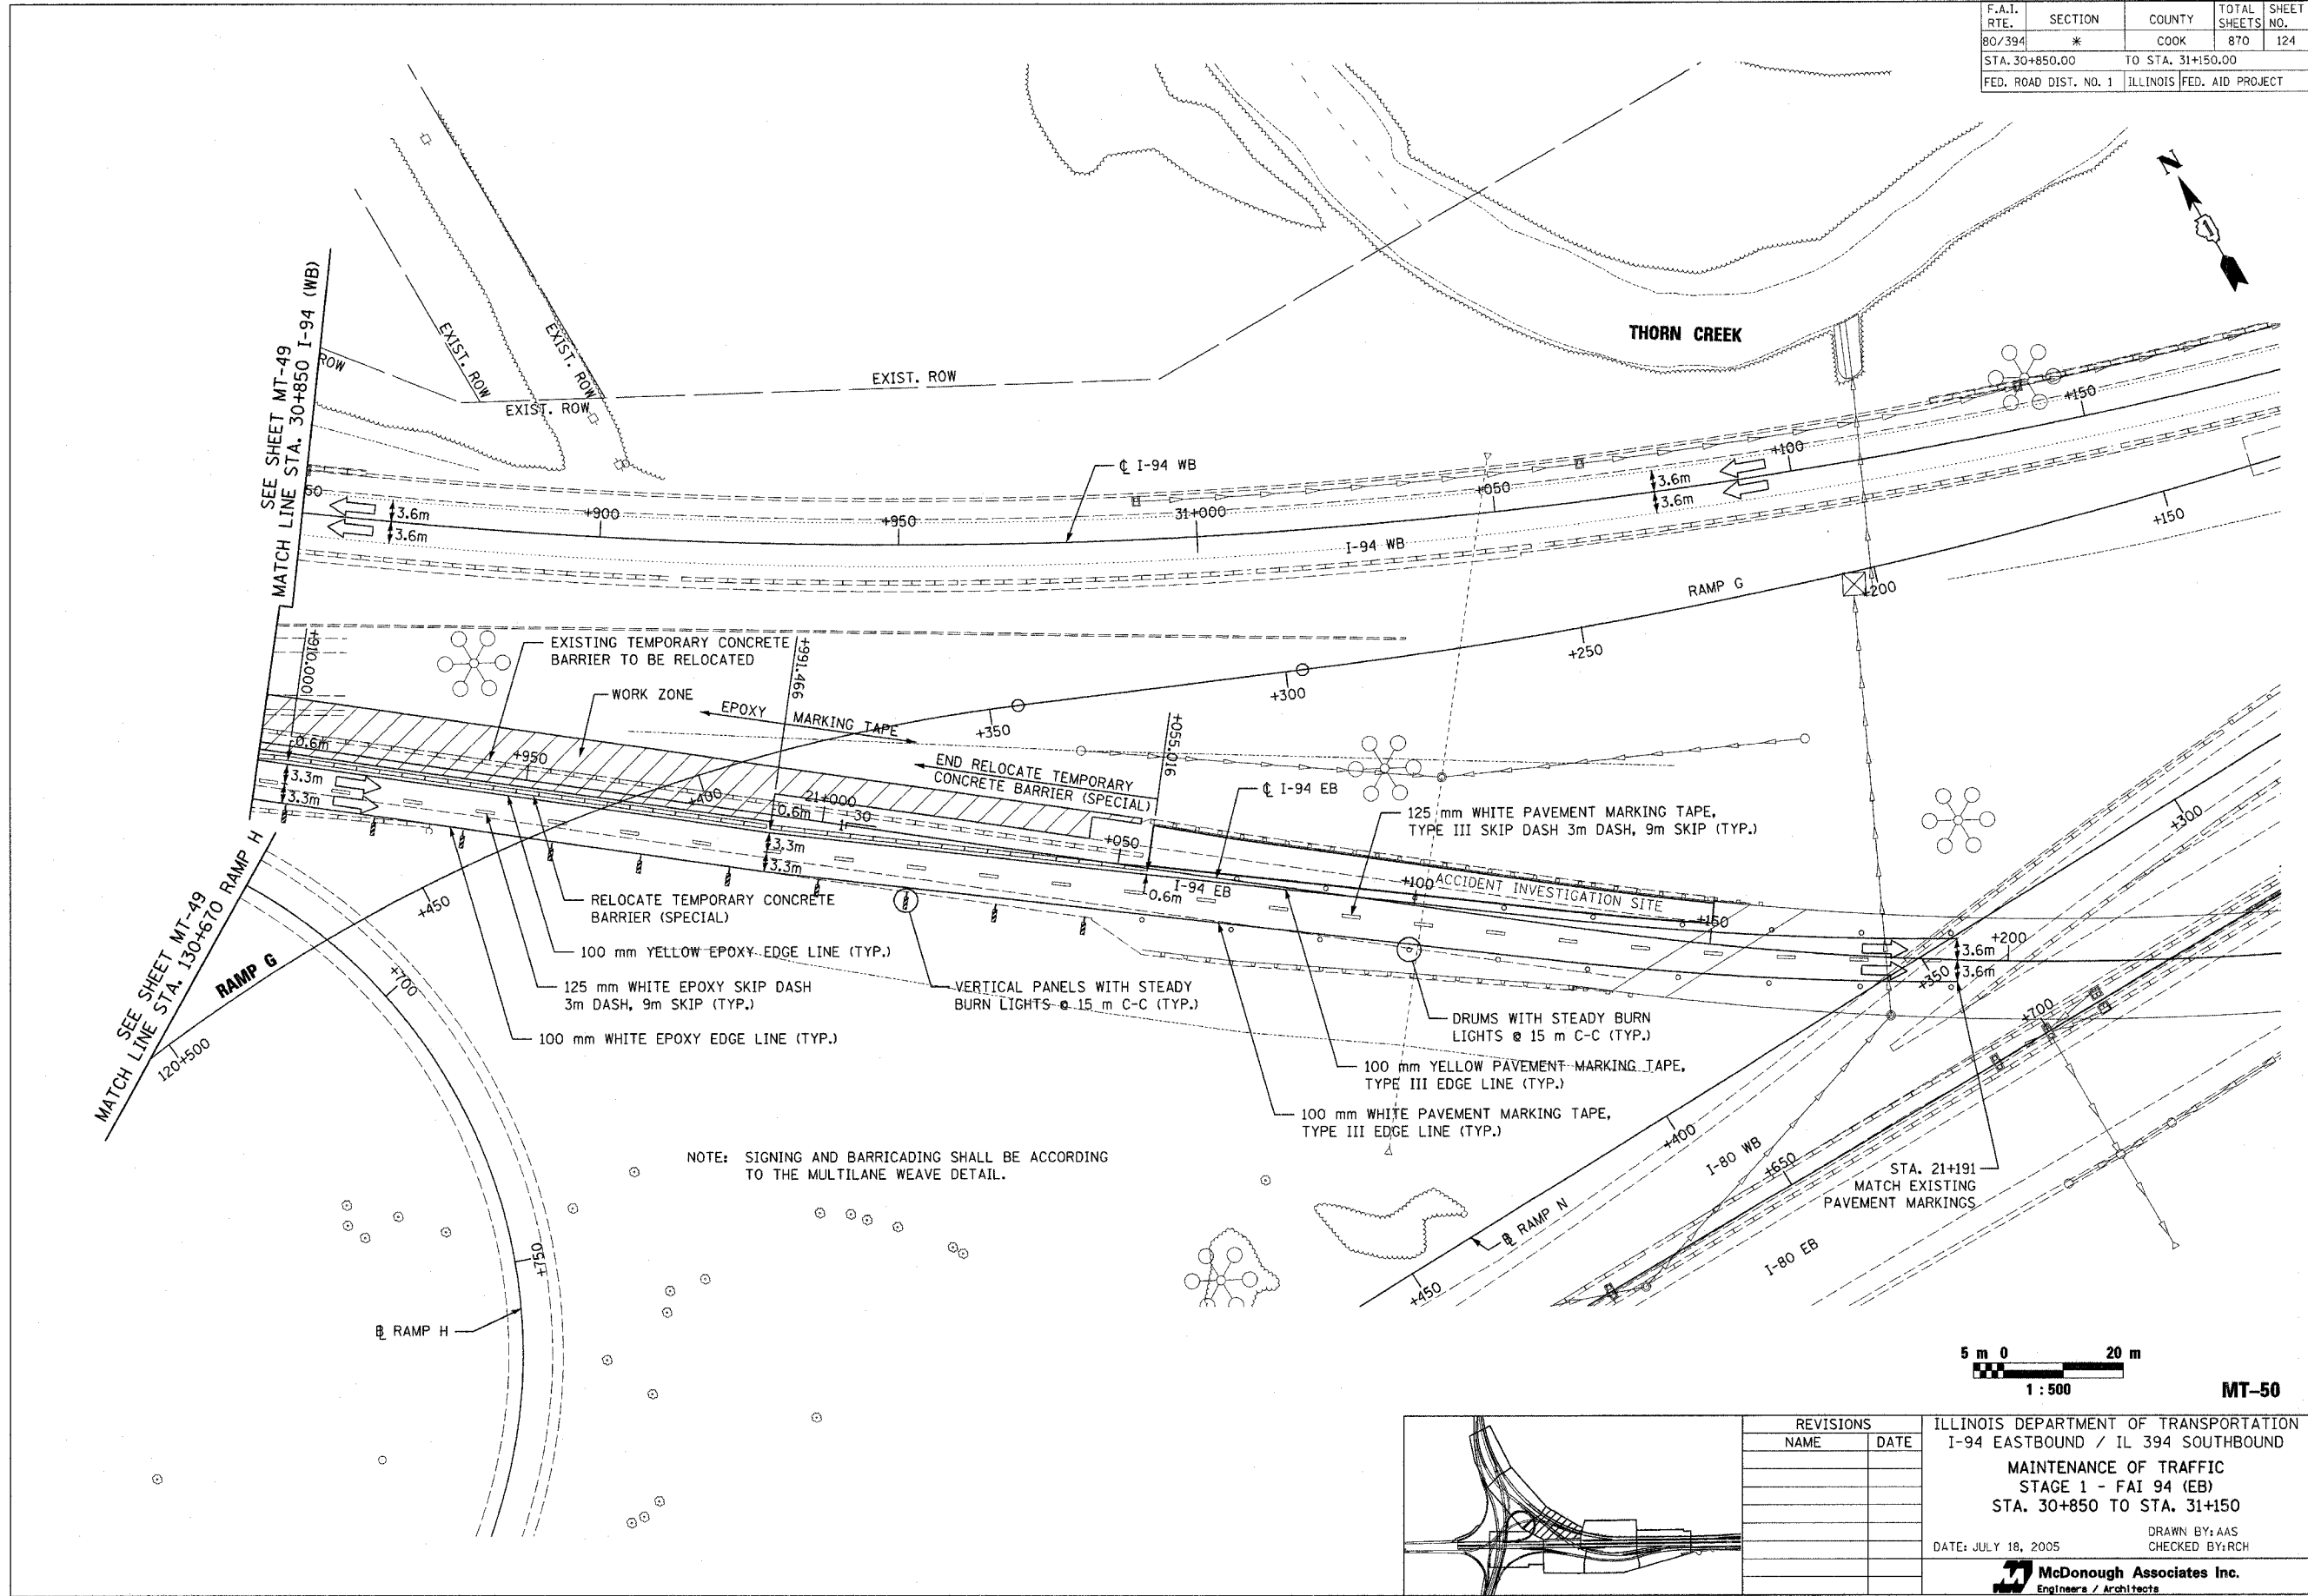 F.A.I. RTE. SECTION COUNTY TOTAL SHEETS SHEET NO.
80/394 * COOK 870 124
STA. 30+850.00 TO STA. 31+150.00
FED. ROAD DIST. NO. 1 ILLINOIS FED. AID PROJECT
N
1
THORN CREEK
SEE SHEET MT-49
MATCH LINE STA. 30+850 I-94 (WB)
ROW
EXIST. ROW
EXIST. ROW
EXIST. ROW
EXIST. ROW
50
3.6m
3.6m
+900
+950
℄ I-94 WB
31+000
I-94 WB
+050
3.6m
3.6m
+100
+150
RAMP G
+150
+200
+250
+300
+350
+400
+450
120+500
RAMP G
+910.000
EXISTING TEMPORARY CONCRETE
BARRIER TO BE RELOCATED
WORK ZONE
EPOXY MARKING TAPE
+991.466
END RELOCATE TEMPORARY
CONCRETE BARRIER (SPECIAL)
+055.016
℄ I-94 EB
125 mm WHITE PAVEMENT MARKING TAPE,
TYPE III SKIP DASH 3m DASH, 9m SKIP (TYP.)
0.6m
3.3m
3.3m
+950
21+000
0.6m
1
30
3.3m
3.3m
+050
I-94 EB
0.6m
+100
ACCIDENT INVESTIGATION SITE
+150
+200
3.6m
3.6m
+300
+350
+700
SEE SHEET MT-49
MATCH LINE STA. 130+670 RAMP H
RELOCATE TEMPORARY CONCRETE
BARRIER (SPECIAL)
100 mm YELLOW EPOXY EDGE LINE (TYP.)
125 mm WHITE EPOXY SKIP DASH
3m DASH, 9m SKIP (TYP.)
100 mm WHITE EPOXY EDGE LINE (TYP.)
VERTICAL PANELS WITH STEADY
BURN LIGHTS @ 15 m C-C (TYP.)
DRUMS WITH STEADY BURN
LIGHTS @ 15 m C-C (TYP.)
100 mm YELLOW PAVEMENT MARKING TAPE,
TYPE III EDGE LINE (TYP.)
100 mm WHITE PAVEMENT MARKING TAPE,
TYPE III EDGE LINE (TYP.)
+700
+750
NOTE: SIGNING AND BARRICADING SHALL BE ACCORDING
TO THE MULTILANE WEAVE DETAIL.
+400
I-80 WB
+650
STA. 21+191
MATCH EXISTING
PAVEMENT MARKINGS
RAMP N
+450
I-80 EB
RAMP H
5 m 0 20 m
1 : 500
MT-50
REVISIONS
NAME DATE
ILLINOIS DEPARTMENT OF TRANSPORTATION
I-94 EASTBOUND / IL 394 SOUTHBOUND
MAINTENANCE OF TRAFFIC
STAGE 1 - FAI 94 (EB)
STA. 30+850 TO STA. 31+150
DRAWN BY: AAS
DATE: JULY 18, 2005 CHECKED BY: RCH
McDonough Associates Inc.
Engineers / Architects